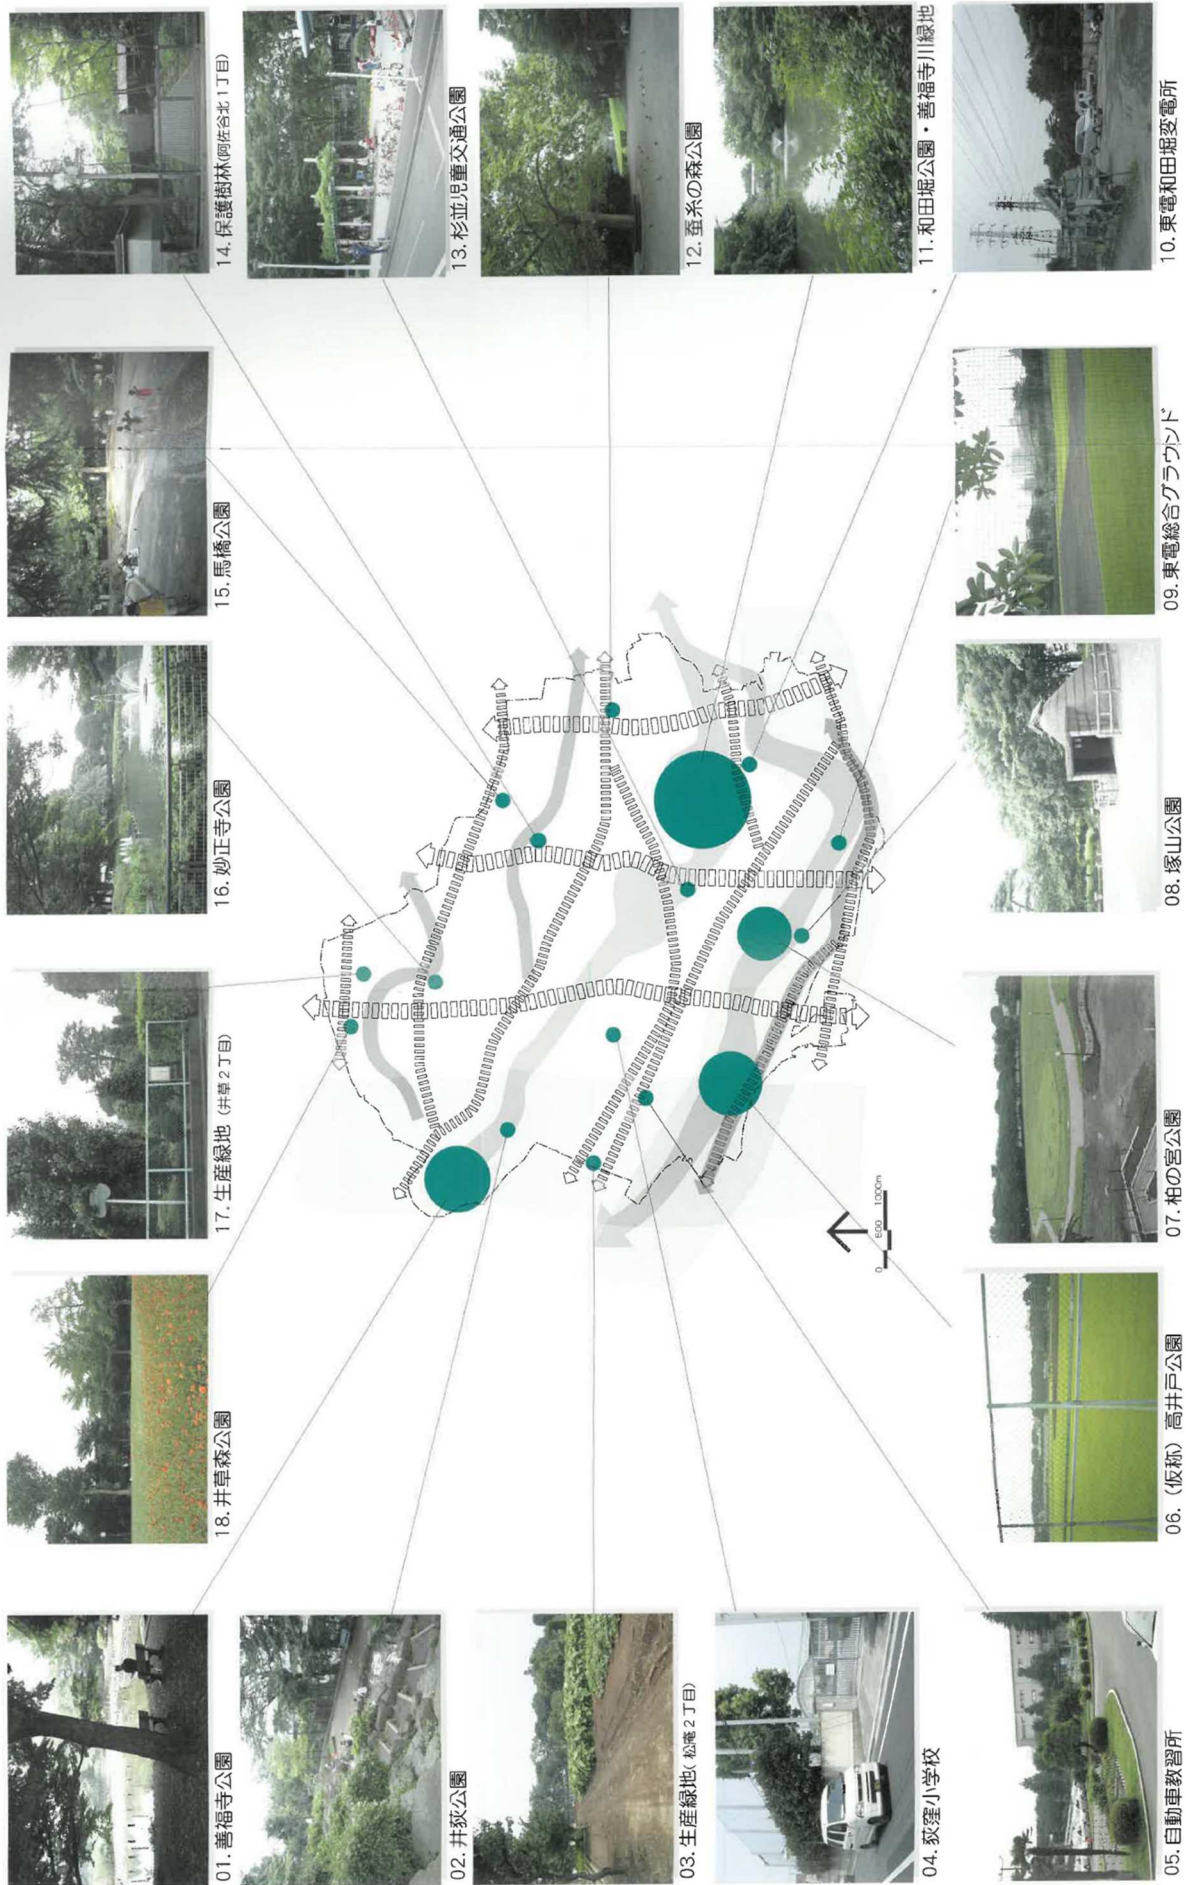 01. 善福寺公園
02. 井荻公園
03. 生産緑地( 松庵２丁目)
04. 荻窪小学校
05. 自動車教習所
06. （仮称） 高井戸公園
07. 柏の宮公園
08. 塚山公園
09. 東電総合グラウンド
10. 東電和田堀変電所
11. 和田堀公園・善福寺川緑地
12. 蚕糸の森公園
13. 杉並児童交通公園
14. 保護樹林(阿佐谷北１丁目)
15. 馬橋公園
16. 妙正寺公園
17. 生産緑地（井草２丁目）
18. 井草森公園
0 500 1000m